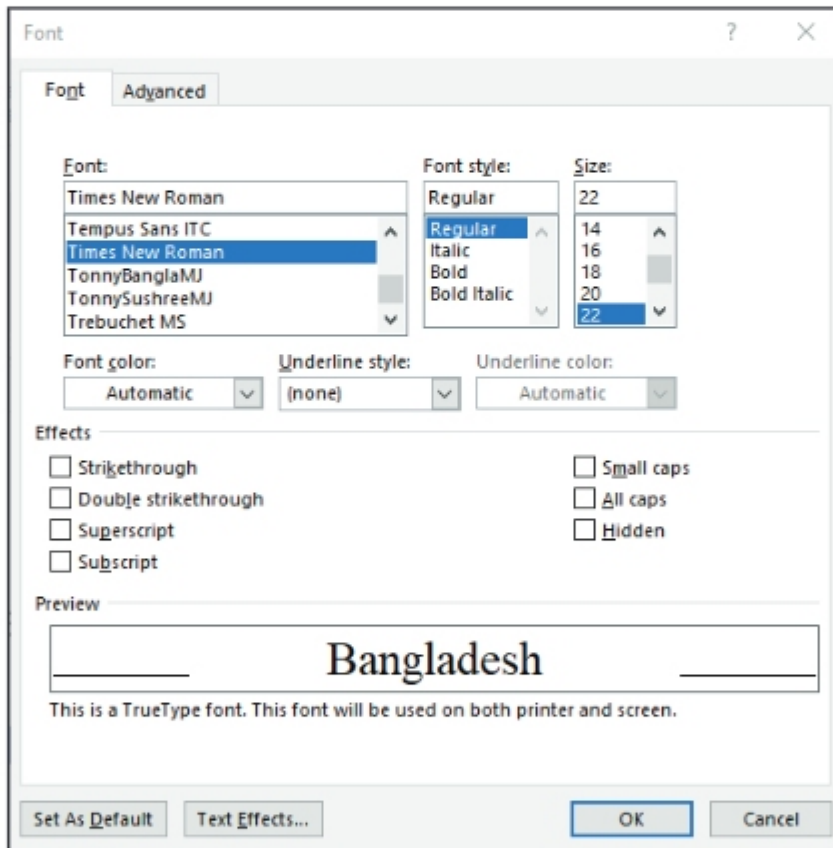 Font ?
Font Advanced
Font: Font style: Size:
Times New Roman Regular 22
Tempus Sans ITC Regular 14
Times New Roman Italic 16
TonnyBanglaMJ Bold 18
TonnySushreeMJ Bold Italic 20
Trebuchet MS 22
Font color: Underline style: Underline color:
Automatic (none) Automatic
Effects
Strikethrough Small caps
Double strikethrough All caps
Superscript Hidden
Subscript
Preview
Bangladesh
This is a TrueType font. This font will be used on both printer and screen.
Set As Default Text Effects... OK Cancel